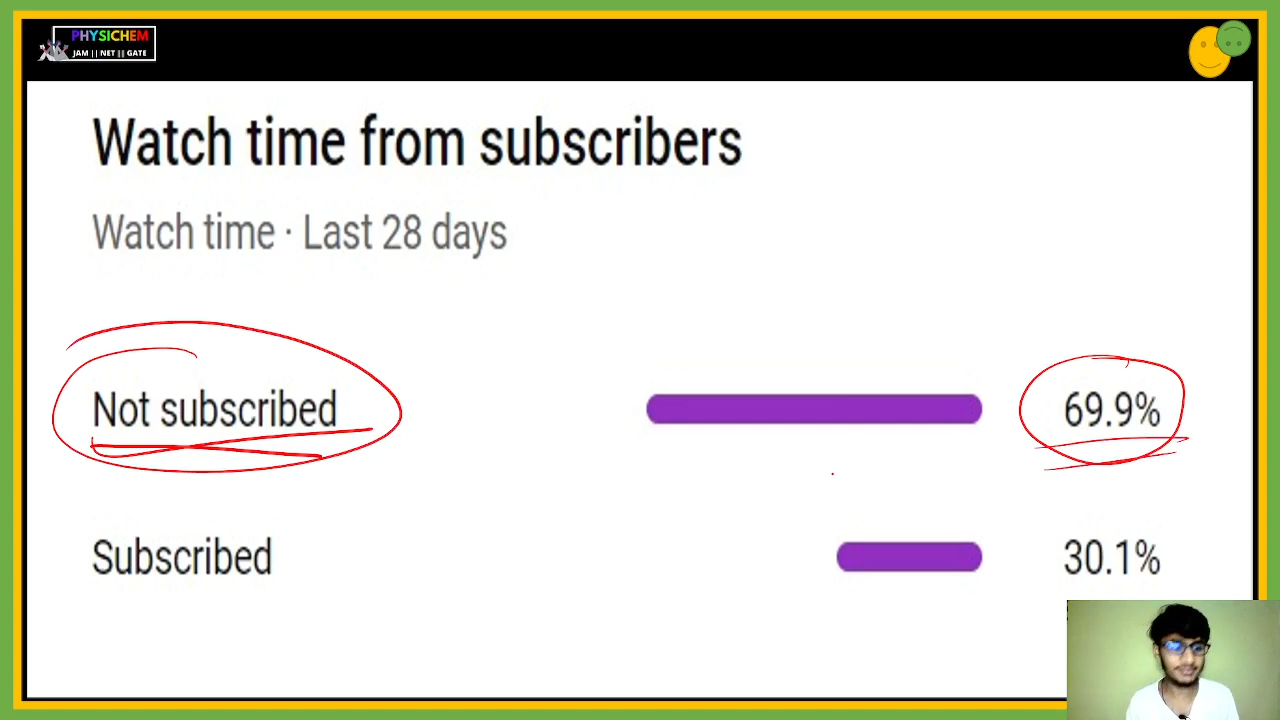 PHYSICHEM
JAM || NET || GATE
Watch time from subscribers
Watch time · Last 28 days
Not subscribed 69.9%
Subscribed 30.1%